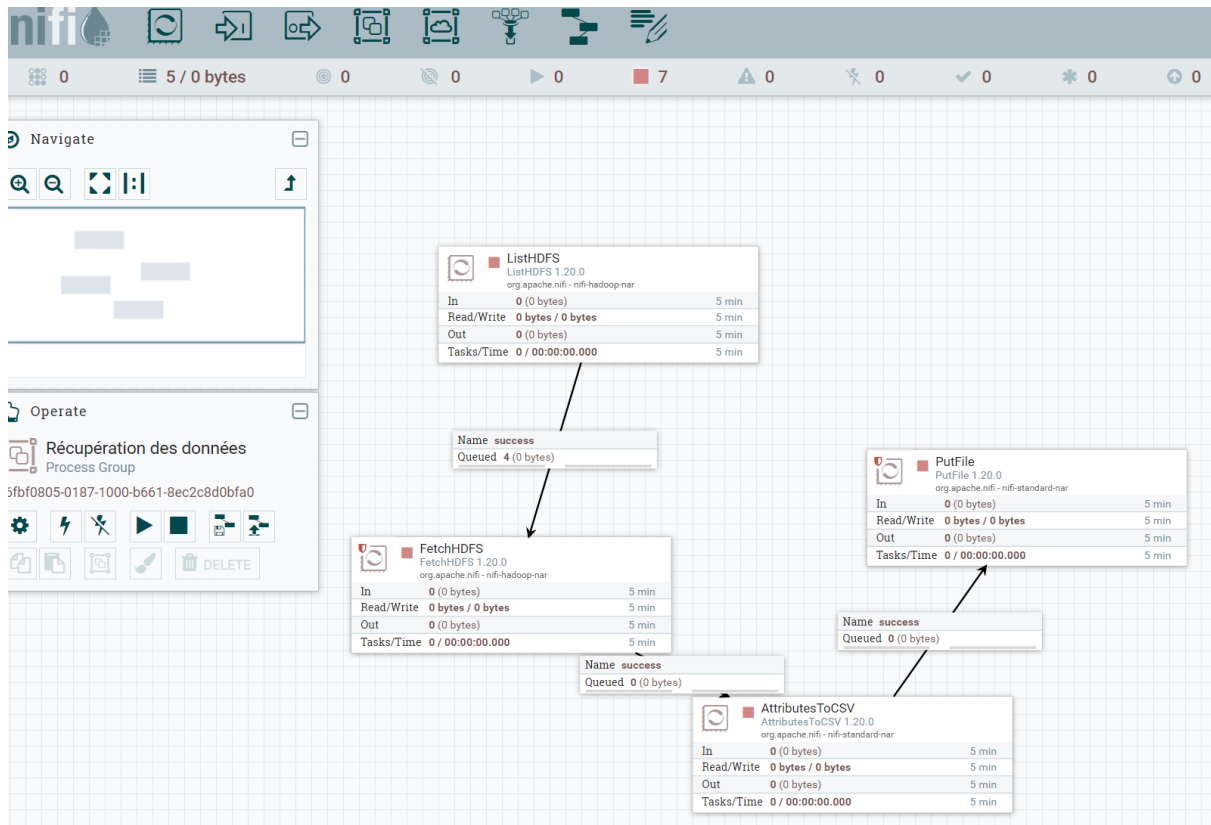 nifi
0 5 / 0 bytes 0 0 0 7 0 0 0 0 0
Navigate
Operate
Récupération des données
Process Group
6fbf0805-0187-1000-b661-8ec2c8d0bfa0
DELETE
ListHDFS
ListHDFS 1.20.0
org.apache.nifi - nifi-hadoop-nar
In 0 (0 bytes) 5 min
Read/Write 0 bytes / 0 bytes 5 min
Out 0 (0 bytes) 5 min
Tasks/Time 0 / 00:00:00.000 5 min
Name success
Queued 4 (0 bytes)
FetchHDFS
FetchHDFS 1.20.0
org.apache.nifi - nifi-hadoop-nar
In 0 (0 bytes) 5 min
Read/Write 0 bytes / 0 bytes 5 min
Out 0 (0 bytes) 5 min
Tasks/Time 0 / 00:00:00.000 5 min
Name success
Queued 0 (0 bytes)
AttributesToCSV
AttributesToCSV 1.20.0
org.apache.nifi - nifi-standard-nar
In 0 (0 bytes) 5 min
Read/Write 0 bytes / 0 bytes 5 min
Out 0 (0 bytes) 5 min
Tasks/Time 0 / 00:00:00.000 5 min
Name success
Queued 0 (0 bytes)
PutFile
PutFile 1.20.0
org.apache.nifi - nifi-standard-nar
In 0 (0 bytes) 5 min
Read/Write 0 bytes / 0 bytes 5 min
Out 0 (0 bytes) 5 min
Tasks/Time 0 / 00:00:00.000 5 min